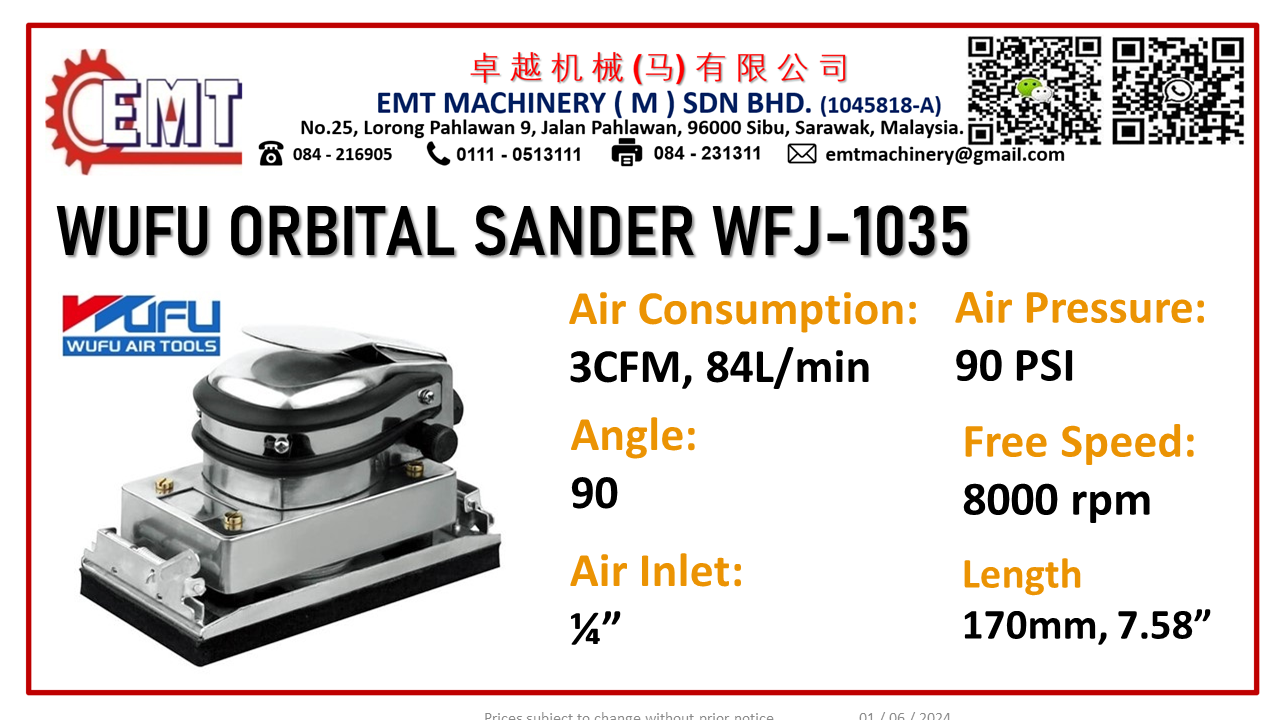 EMT
卓越机械(马)有限公司
EMT MACHINERY ( M ) SDN BHD. (1045818-A)
No.25, Lorong Pahlawan 9, Jalan Pahlawan, 96000 Sibu, Sarawak, Malaysia.
084 - 216905 0111 - 0513111 084 - 231311 emtmachinery@gmail.com
WUFU ORBITAL SANDER WFJ-1035
WUFU
WUFU AIR TOOLS
Air Consumption:
3CFM, 84L/min
Air Pressure:
90 PSI
Angle:
90
Free Speed:
8000 rpm
Air Inlet:
¼”
Length
170mm, 7.58”
Prices subject to change without prior notice 01 / 06 / 2024